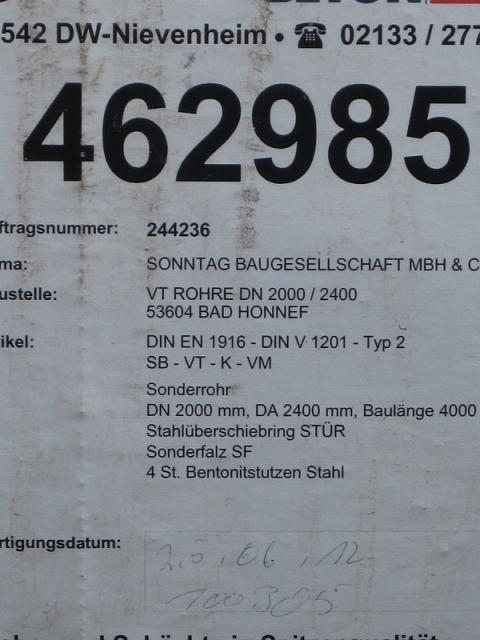 BETON
542 DW-Nievenheim • ☎ 02133 / 277
462985
ftragsnummer: 244236
ma: SONNTAG BAUGESELLSCHAFT MBH & C
ustelle: VT ROHRE DN 2000 / 2400
53604 BAD HONNEF
ikel: DIN EN 1916 - DIN V 1201 - Typ 2
SB - VT - K - VM
Sonderrohr
DN 2000 mm, DA 2400 mm, Baulänge 4000
Stahlüberschiebring STÜR
Sonderfalz SF
4 St. Bentonitstutzen Stahl
rtigungsdatum: 25.06.12
100305